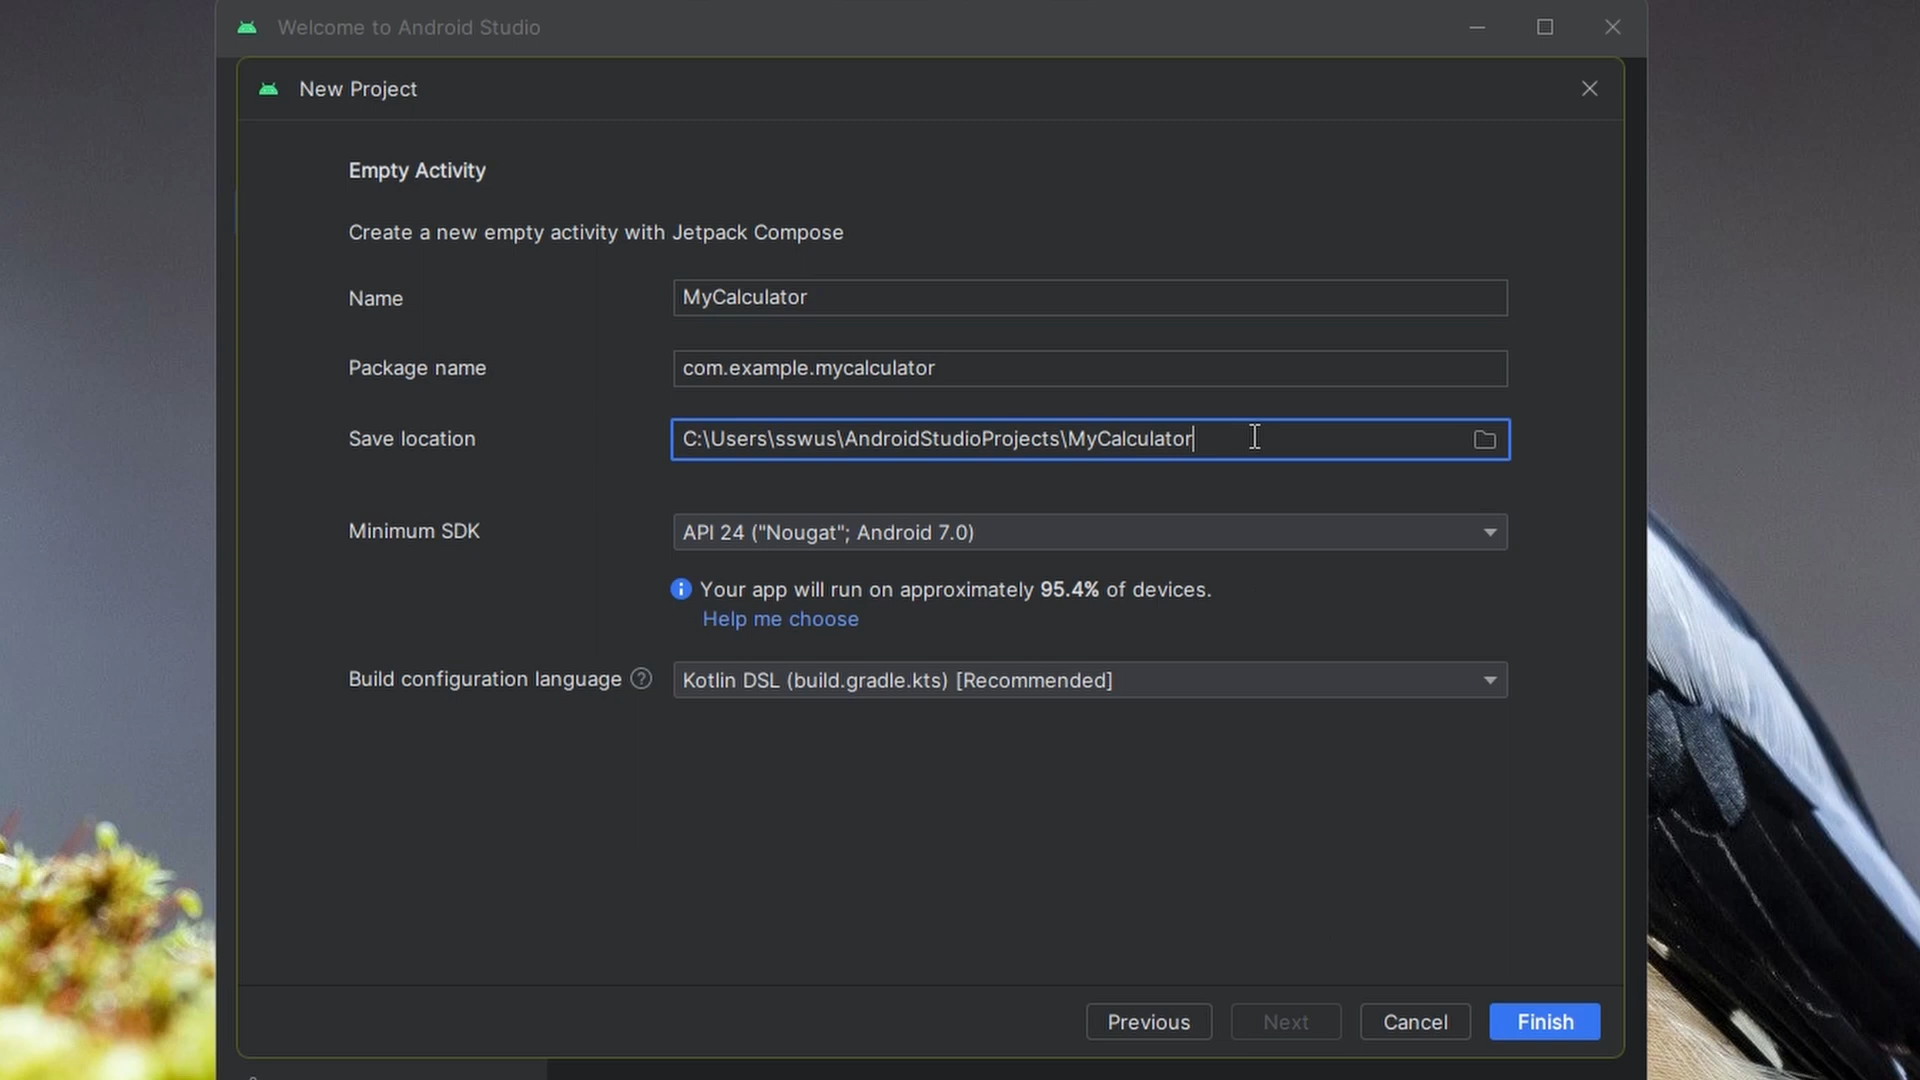 Welcome to Android Studio
New Project
Empty Activity
Create a new empty activity with Jetpack Compose
Name
MyCalculator
Package name
com.example.mycalculator
Save location
C:\Users\sswus\AndroidStudioProjects\MyCalculator
Minimum SDK
API 24 ("Nougat"; Android 7.0)
Your app will run on approximately 95.4% of devices.
Help me choose
Build configuration language
Kotlin DSL (build.gradle.kts) [Recommended]
Previous
Next
Cancel
Finish